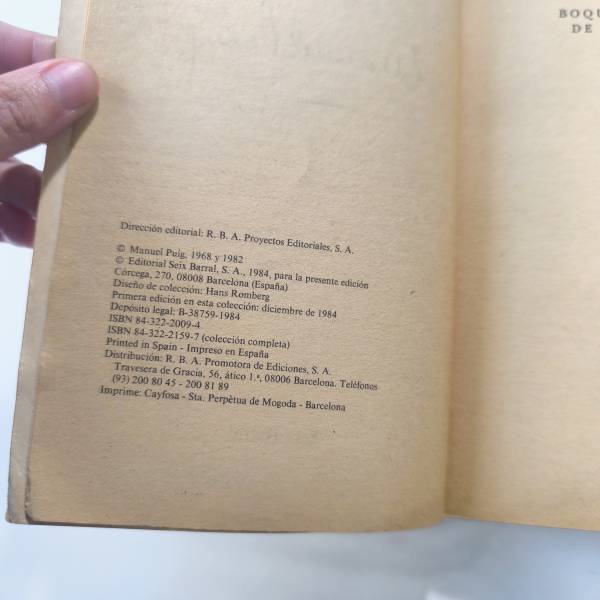 Dirección editorial: R. B. A. Proyectos Editoriales, S. A.
© Manuel Puig, 1968 y 1982
© Editorial Seix Barral, S. A., 1984, para la presente edición
Córcega, 270, 08008 Barcelona (España)
Diseño de colección: Hans Romberg
Primera edición en esta colección: diciembre de 1984
Depósito legal: B-38759-1984
ISBN 84-322-2009-4
ISBN 84-322-2159-7 (colección completa)
Printed in Spain - Impreso en España
Distribución: R. B. A. Promotora de Ediciones, S. A.
Travesera de Gracia, 56, ático 1.ª, 08006 Barcelona. Teléfonos
(93) 200 80 45 - 200 81 89
Imprime: Cayfosa - Sta. Perpètua de Mogoda - Barcelona
BOQU
DE